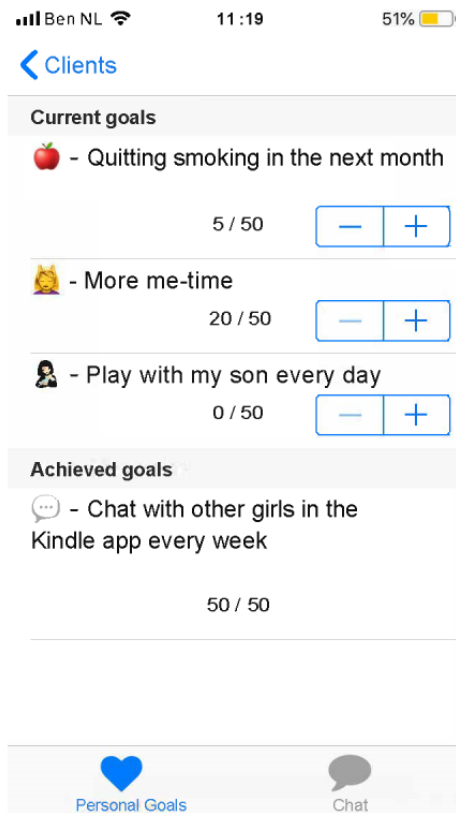 Ben NL 11:19 51%
Clients
Current goals
- Quitting smoking in the next month
5 / 50
- More me-time
20 / 50
- Play with my son every day
0 / 50
Achieved goals
- Chat with other girls in the
Kindle app every week
50 / 50
Personal Goals Chat